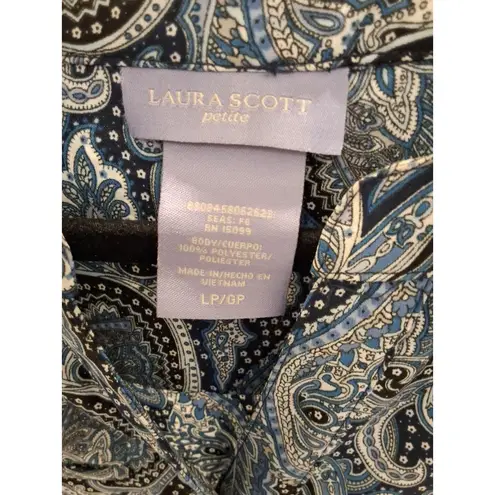 LAURA SCOTT
petite
SEAS: F6
RN 15099
BODY/CUERPO:
100% POLYESTER/
POLIESTER
MADE IN/HECHO EN
VIETNAM
LP/GP